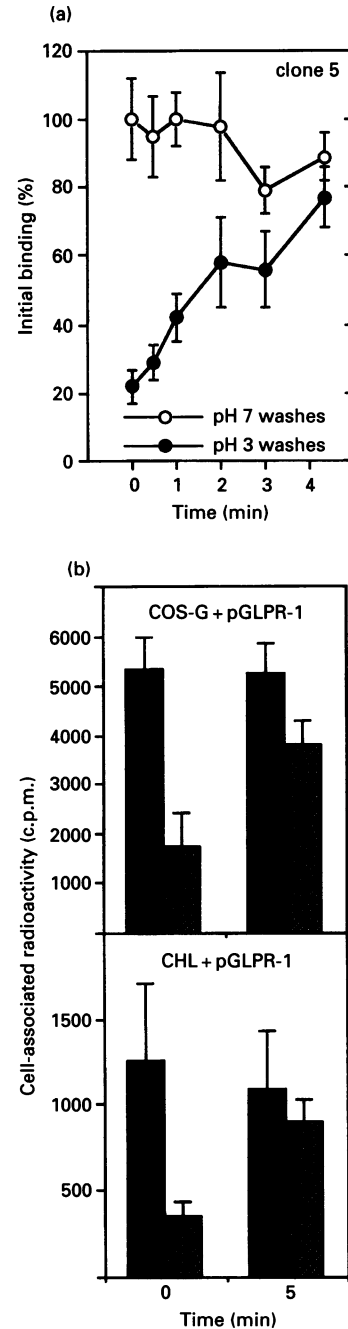 (a)
clone 5
Initial binding (%)
120
100
80
60
40
20
0
pH 7 washes
pH 3 washes
0 1 2 3 4
Time (min)
(b)
COS-G + pGLPR-1
6000
5000
4000
3000
2000
1000
Cell-associated radioactivity (c.p.m.)
CHL + pGLPR-1
1500
1000
500
0 5
Time (min)